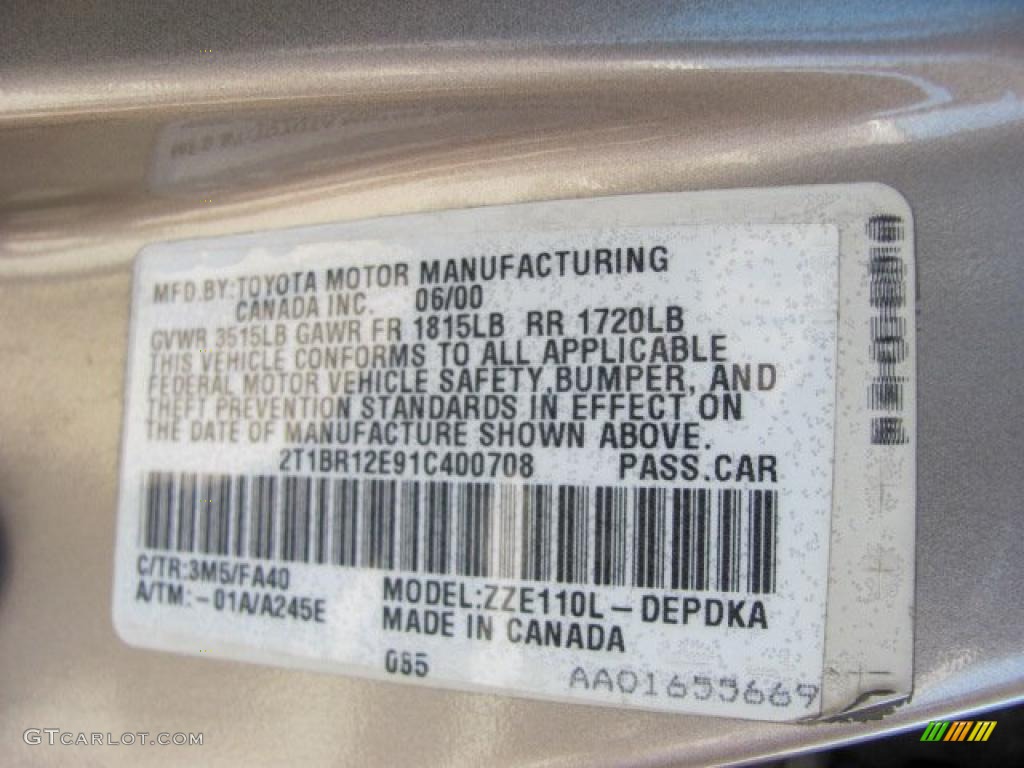 MFD.BY:TOYOTA MOTOR MANUFACTURING
CANADA INC. 06/00
GVWR 3515LB GAWR FR 1815LB RR 1720LB
THIS VEHICLE CONFORMS TO ALL APPLICABLE
FEDERAL MOTOR VEHICLE SAFETY,BUMPER, AND
THEFT PREVENTION STANDARDS IN EFFECT ON
THE DATE OF MANUFACTURE SHOWN ABOVE.
2T1BR12E91C400708 PASS.CAR
C/TR:3M5/FA40
A/TM:-01A/A245E
MODEL:ZZE110L-DEPDKA
MADE IN CANADA
AA01655669
GTCARLOT.COM